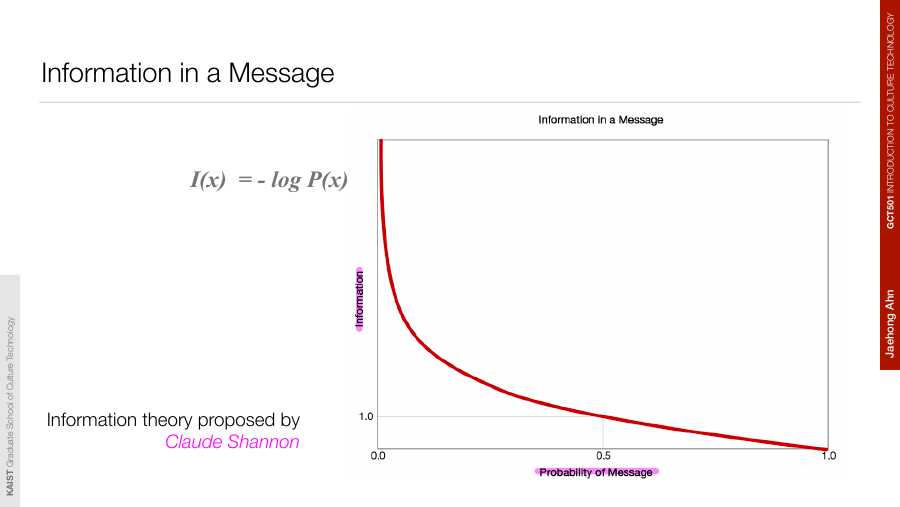 Information in a Message
Information in a Message
I(x) = - log P(x)
Information
1.0
0.0
0.5
1.0
Probability of Message
Information theory proposed by
Claude Shannon
KAIST Graduate School of Culture Technology
GCT501 INTRODUCTION TO CULTURE TECHNOLOGY
Jaehong Ahn